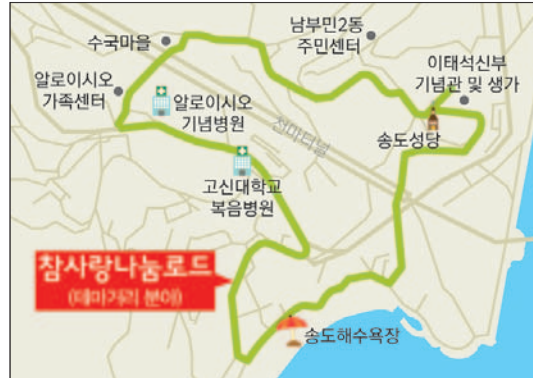 수국마을
남부민2동
주민센터
이태석신부
기념관 및 생가
알로이시오
가족센터
알로이시오
기념병원
천마터널
송도성당
고신대학교
복음병원
참사랑나눔로드
(테마거리 분야)
송도해수욕장